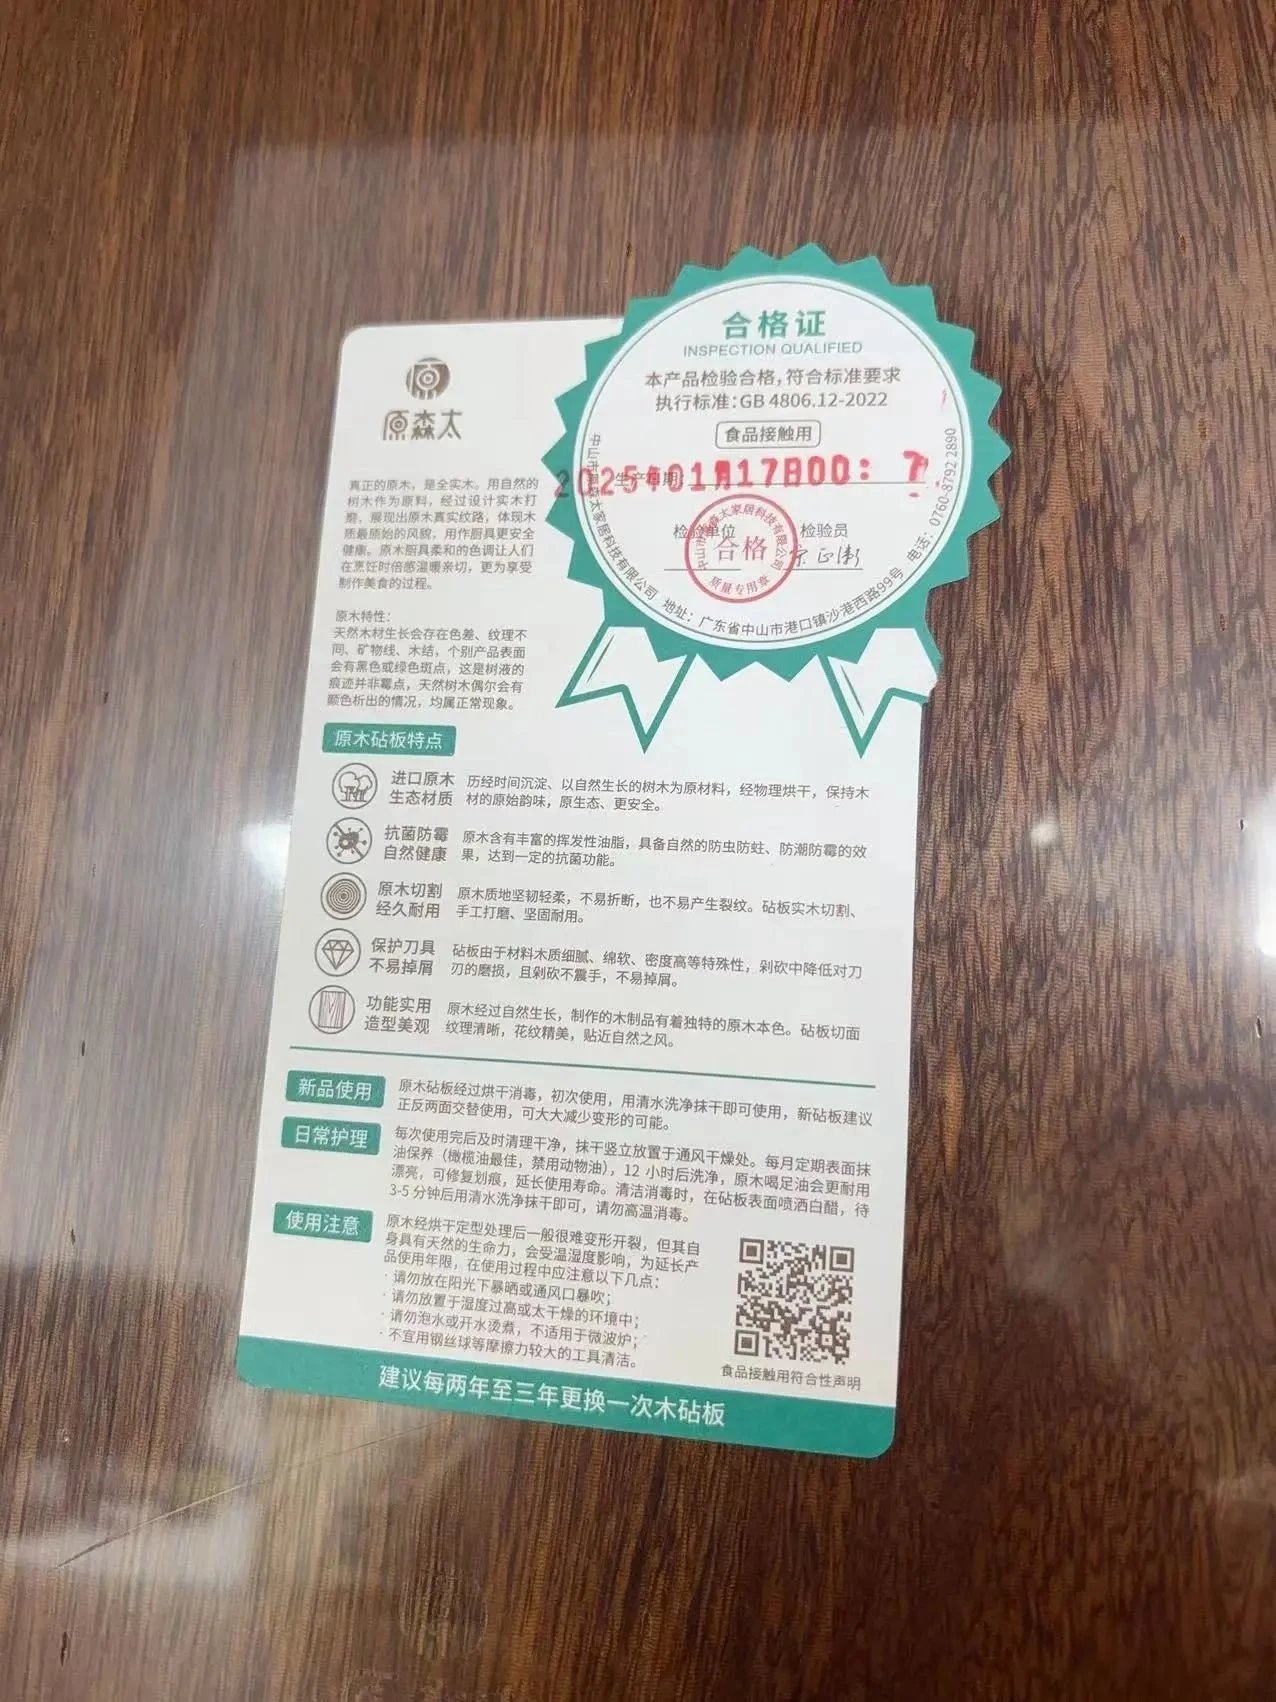 合格证
INSPECTION QUALIFIED
本产品检验合格，符合标准要求
执行标准：GB 4806.12-2022
食品接触用
生产日期：
2025年01月17日00：
检验单位
检验员
合格
质量专用章
中山市原森太家居科技有限公司 地址：广东省中山市港口镇沙港西路99号 电话：0760-8792 2890
原森太
真正的原木，是全实木。用自然的
树木作为原料，经过设计实木打
磨，展现出原木真实纹路，体现木
质最原始的风貌，用作厨具更安全
健康。原木厨具柔和的色调让人们
在烹饪时倍感温暖亲切，更为享受
制作美食的过程。
原木特性：
天然木材生长会存在色差、纹理不
同、矿物线、木结，个别产品表面
会有黑色或绿色斑点，这是树液的
痕迹并非霉点，天然树木偶尔会有
颜色析出的情况，均属正常现象。
原木砧板特点
进口原木
生态材质
历经时间沉淀、以自然生长的树木为原材料，经物理烘干，保持木
材的原始韵味，原生态、更安全。
抗菌防霉
自然健康
原木含有丰富的挥发性油脂，具备自然的防虫防蛀、防潮防霉的效
果，达到一定的抗菌功能。
原木切割
经久耐用
原木质地坚韧轻柔，不易折断，也不易产生裂纹。砧板实木切割、
手工打磨、坚固耐用。
保护刀具
不易掉屑
砧板由于材料木质细腻、绵软、密度高等特殊性，剁砍中降低对刀
刃的磨损，且剁砍不震手，不易掉屑。
功能实用
造型美观
原木经过自然生长，制作的木制品有着独特的原木本色。砧板切面
纹理清晰，花纹精美，贴近自然之风。
新品使用
原木砧板经过烘干消毒，初次使用，用清水洗净抹干即可使用，新砧板建议
正反两面交替使用，可大大减少变形的可能。
日常护理
每次使用完后及时清理干净，抹干竖立放置于通风干燥处。每月定期表面抹
油保养（橄榄油最佳，禁用动物油），12 小时后洗净，原木喝足油会更耐用
漂亮，可修复划痕，延长使用寿命。清洁消毒时，在砧板表面喷洒白醋，待
3-5 分钟后用清水洗净抹干即可，请勿高温消毒。
使用注意
原木经烘干定型处理后一般很难变形开裂，但其自
身具有天然的生命力，会受温湿度影响，为延长产
品使用年限，在使用过程中应注意以下几点：
· 请勿放在阳光下暴晒或通风口暴吹；
· 请勿放置于湿度过高或太干燥的环境中；
· 请勿泡水或开水烫煮，不适用于微波炉；
· 不宜用钢丝球等摩擦力较大的工具清洁。
食品接触用符合性声明
建议每两年至三年更换一次木砧板